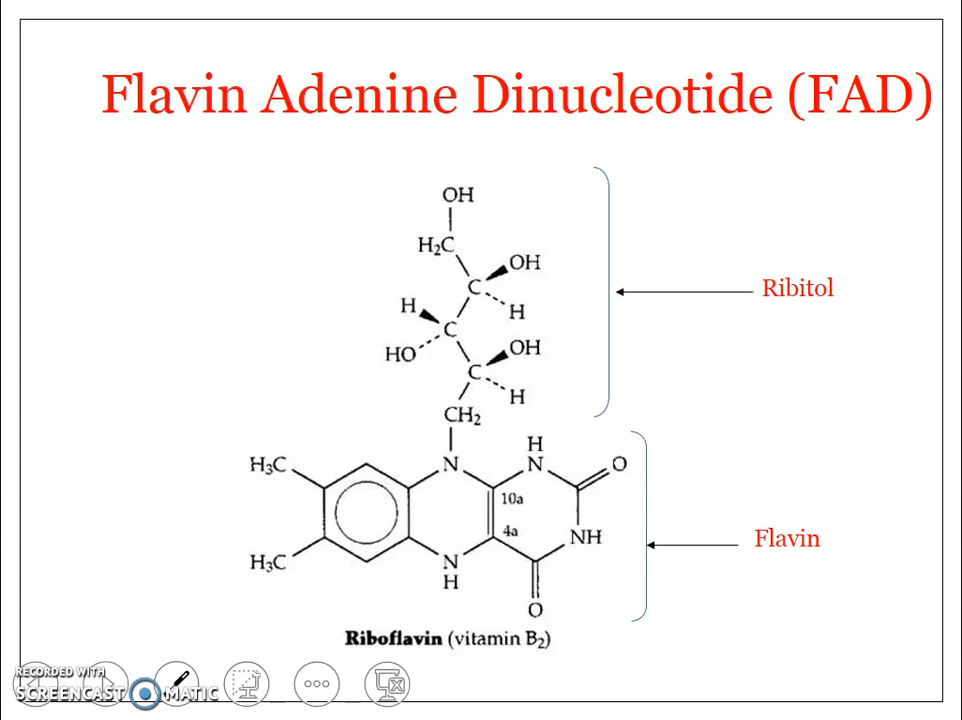 Flavin Adenine Dinucleotide (FAD)
OH
H₂C
OH
C
H
H
C
HO
OH
C
H
CH₂
Ribitol
H
H₃C
N
N
O
10a
4a
NH
H₃C
N
H
O
Flavin
Riboflavin (vitamin B₂)
RECORDED WITH
SCREENCAST MATIC